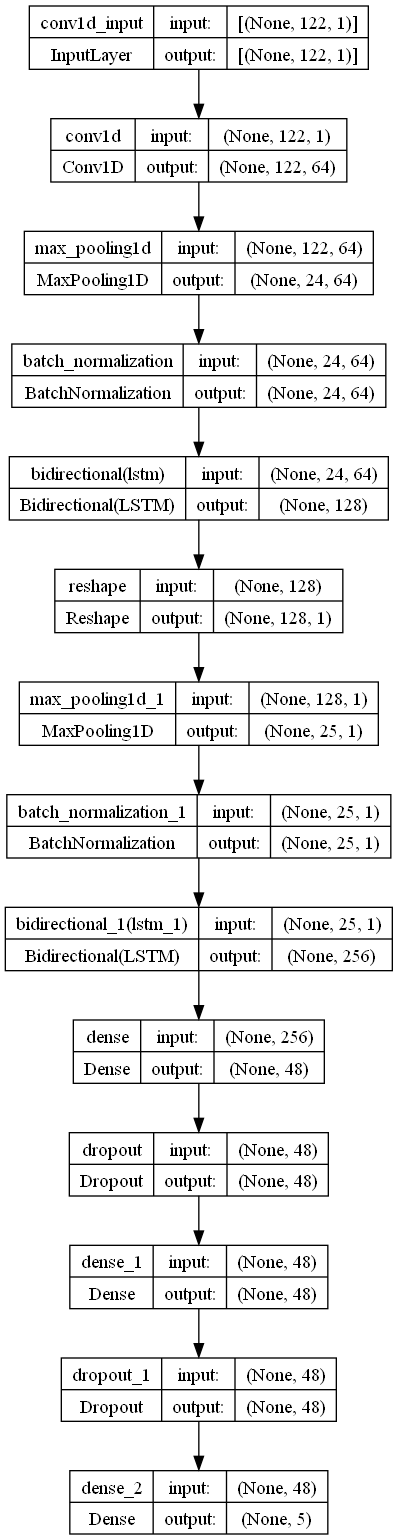 conv1d_input input: [(None, 122, 1)]
InputLayer output: [(None, 122, 1)]
conv1d input: (None, 122, 1)
Conv1D output: (None, 122, 64)
max_pooling1d input: (None, 122, 64)
MaxPooling1D output: (None, 24, 64)
batch_normalization input: (None, 24, 64)
BatchNormalization output: (None, 24, 64)
bidirectional(lstm) input: (None, 24, 64)
Bidirectional(LSTM) output: (None, 128)
reshape input: (None, 128)
Reshape output: (None, 128, 1)
max_pooling1d_1 input: (None, 128, 1)
MaxPooling1D output: (None, 25, 1)
batch_normalization_1 input: (None, 25, 1)
BatchNormalization output: (None, 25, 1)
bidirectional_1(lstm_1) input: (None, 25, 1)
Bidirectional(LSTM) output: (None, 256)
dense input: (None, 256)
Dense output: (None, 48)
dropout input: (None, 48)
Dropout output: (None, 48)
dense_1 input: (None, 48)
Dense output: (None, 48)
dropout_1 input: (None, 48)
Dropout output: (None, 48)
dense_2 input: (None, 48)
Dense output: (None, 5)